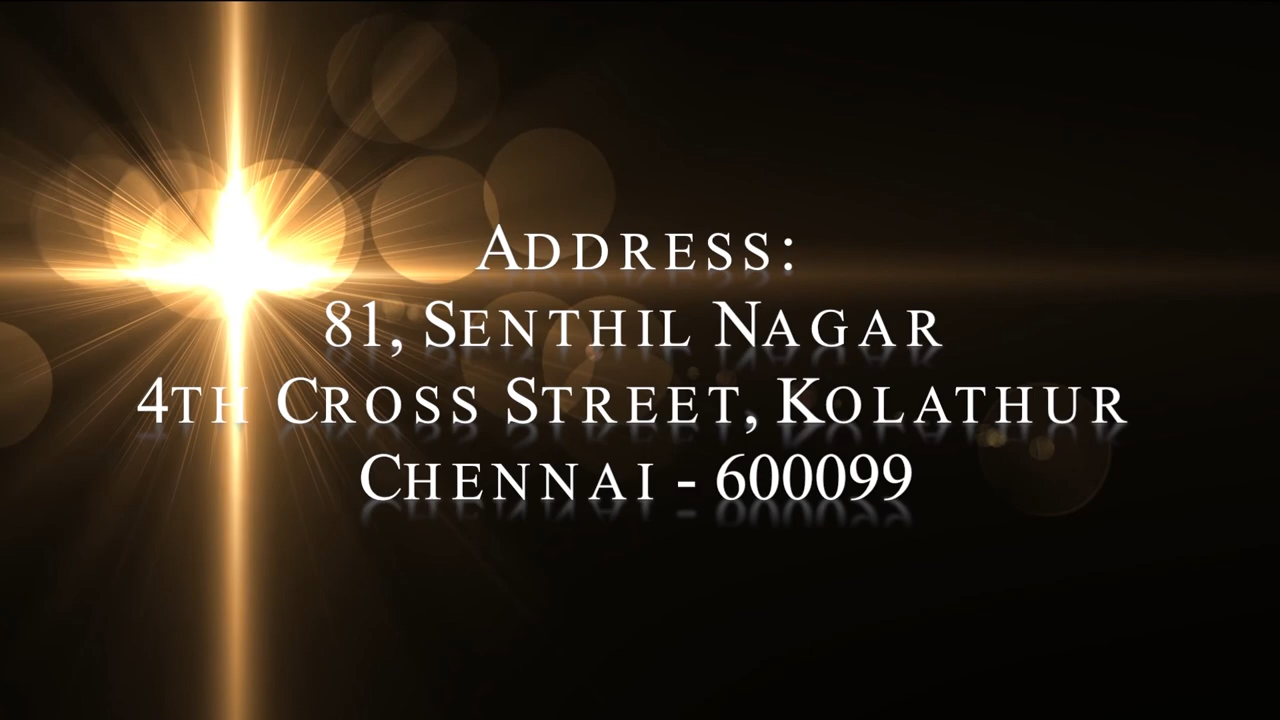 Address:
81, Senthil Nagar
4th Cross Street, Kolathur
Chennai - 600099